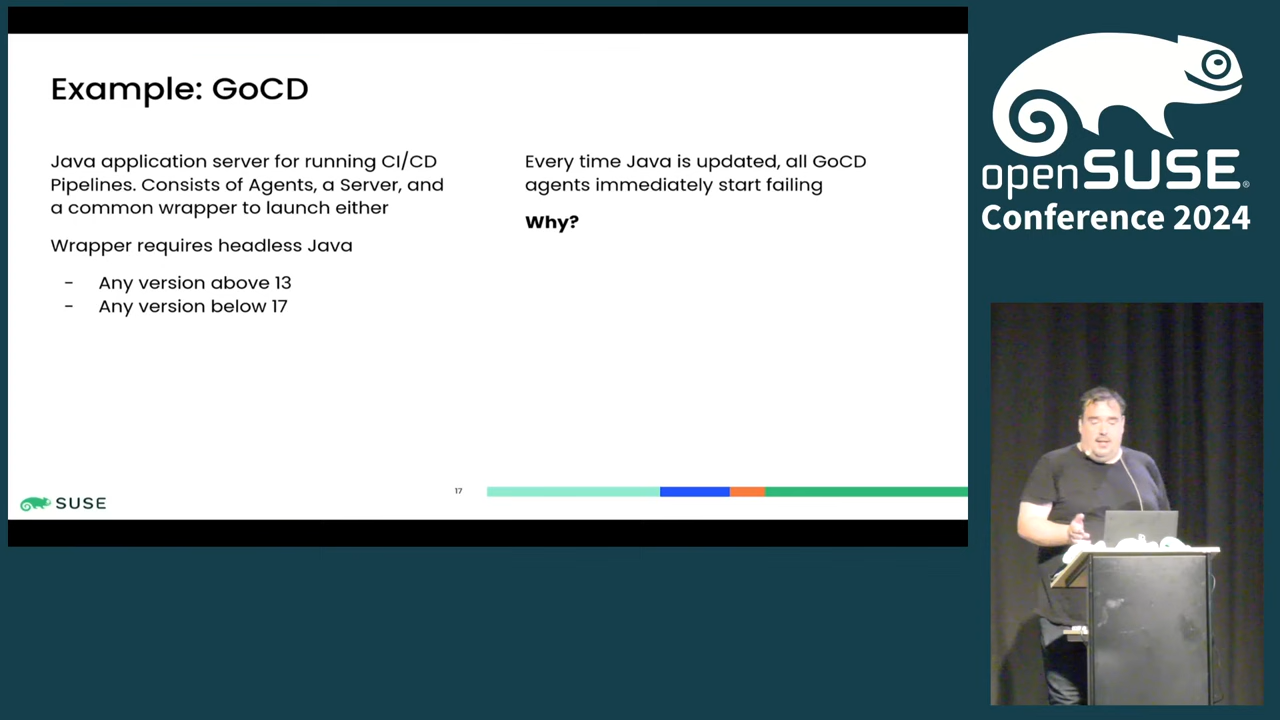 Example: GoCD
Java application server for running CI/CD
Pipelines. Consists of Agents, a Server, and
a common wrapper to launch either
Wrapper requires headless Java
- Any version above 13
- Any version below 17
Every time Java is updated, all GoCD
agents immediately start failing
Why?
17
SUSE
openSUSE
Conference 2024